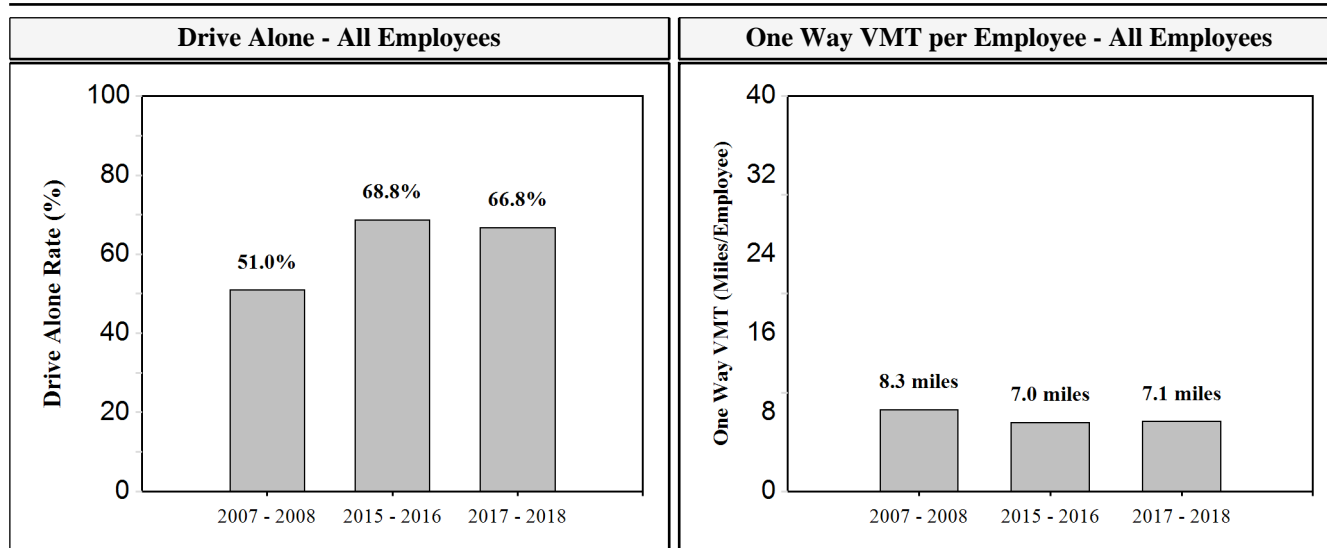 Drive Alone - All Employees
Drive Alone Rate (%)
100
80
60
40
20
0
51.0%
68.8%
66.8%
2007 - 2008
2015 - 2016
2017 - 2018
One Way VMT per Employee - All Employees
One Way VMT (Miles/Employee)
40
32
24
16
8
0
8.3 miles
7.0 miles
7.1 miles
2007 - 2008
2015 - 2016
2017 - 2018